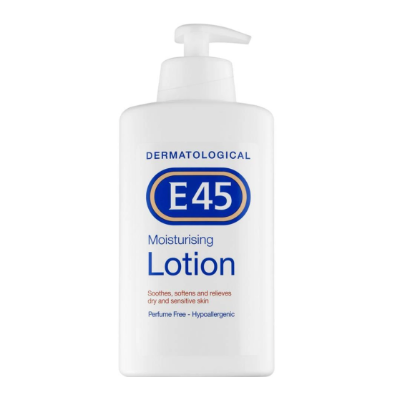 DERMATOLOGICAL
E45
Moisturising
Lotion
Soothes, softens and relieves
dry and sensitive skin
Perfume Free - Hypoallergenic